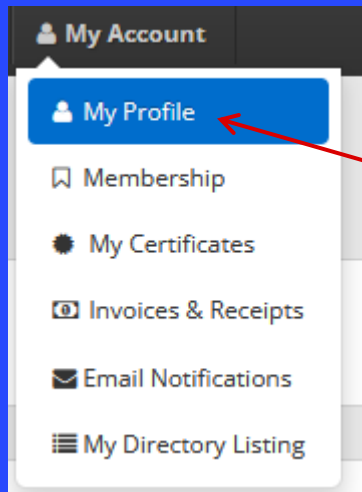 My Account
My Profile
Membership
My Certificates
Invoices & Receipts
Email Notifications
My Directory Listing